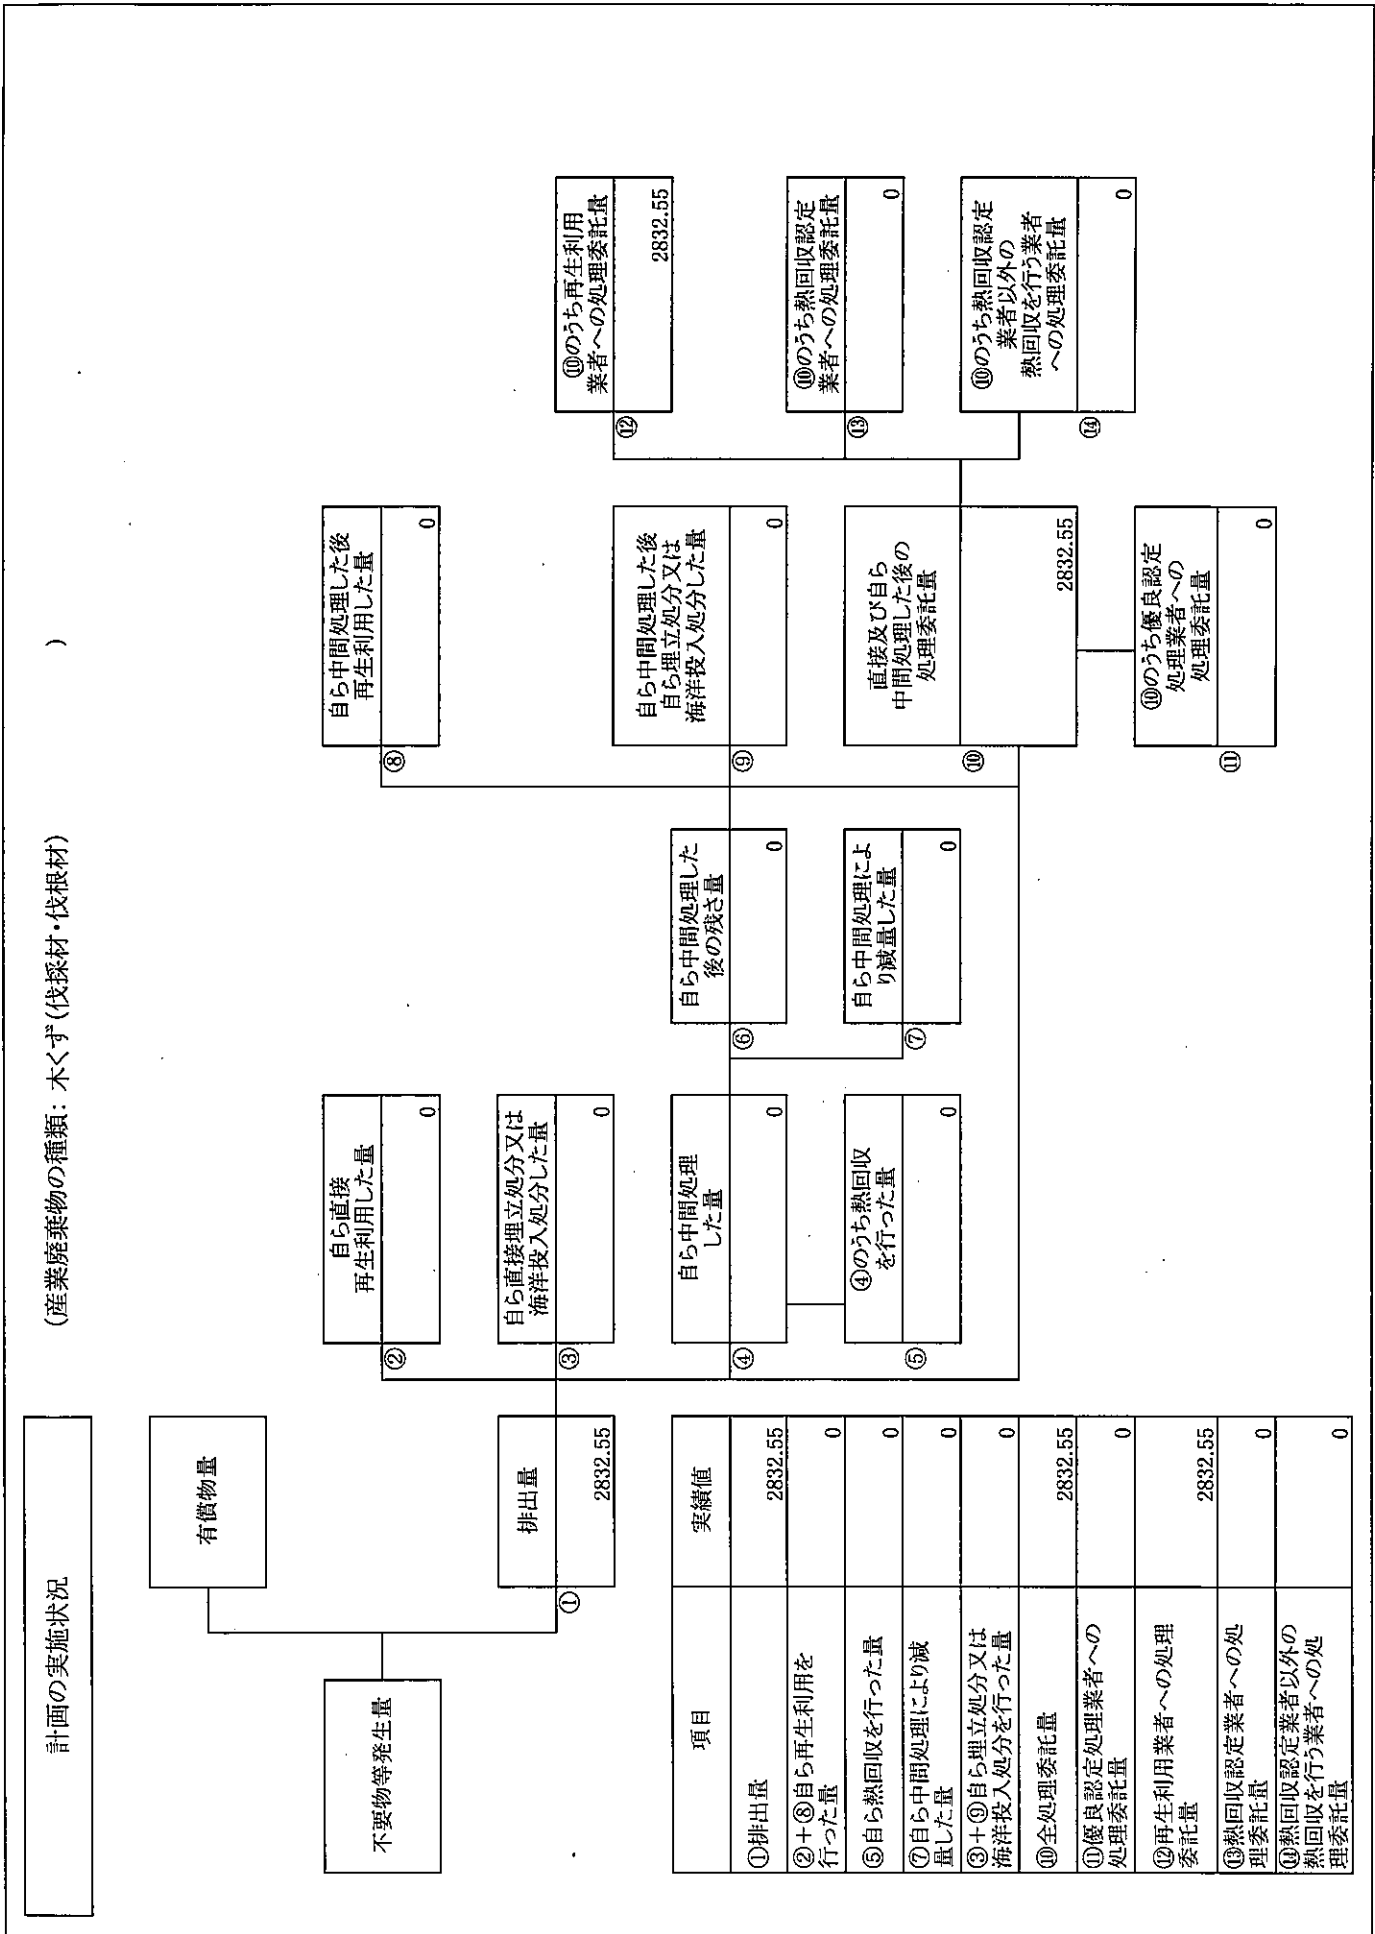 計画の実施状況
(産業廃棄物の種類: 木くず(伐採材・伐根材)
)
不要物等発生量
有償物量
①
排出量
2832.55
②
自ら直接
再生利用した量
0
③
自ら直接埋立処分又は
海洋投入処分した量
0
④
自ら中間処理
した量
0
⑤
④のうち熱回収
を行った量
0
⑥
自ら中間処理した
後の残さ量
0
⑦
自ら中間処理によ
り減量した量
0
⑧
自ら中間処理した後
再生利用した量
0
⑨
自ら中間処理した後
自ら埋立処分又は
海洋投入処分した量
0
⑩
直接及び自ら
中間処理した後の
処理委託量
2832.55
⑪
⑩のうち優良認定
処理業者への
処理委託量
0
⑫
⑩のうち再生利用
業者への処理委託量
2832.55
⑬
⑩のうち熱回収認定
業者への処理委託量
0
⑭
⑩のうち熱回収認定
業者以外の
熱回収を行う業者
への処理委託量
0
項目 実績値
①排出量 2832.55
②+⑧自ら再生利用を
行った量 0
⑤自ら熱回収を行った量 0
⑦自ら中間処理により減
量した量 0
③+⑨自ら埋立処分又は
海洋投入処分を行った量 0
⑩全処理委託量 2832.55
⑪優良認定処理業者への
処理委託量 0
⑫再生利用業者への処理
委託量 2832.55
⑬熱回収認定業者への処
理委託量 0
⑭熱回収認定業者以外の
熱回収を行う業者への処
理委託量 0